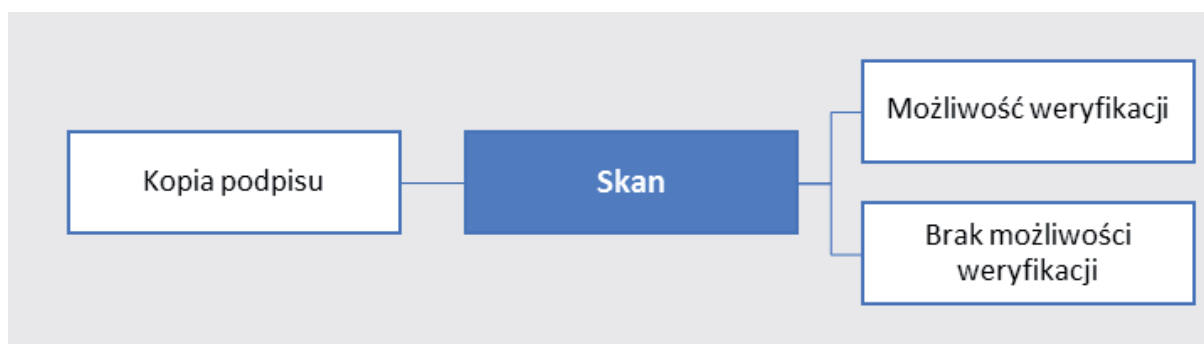 Kopia podpisu
Skan
Możliwość weryfikacji
Brak możliwości
weryfikacji